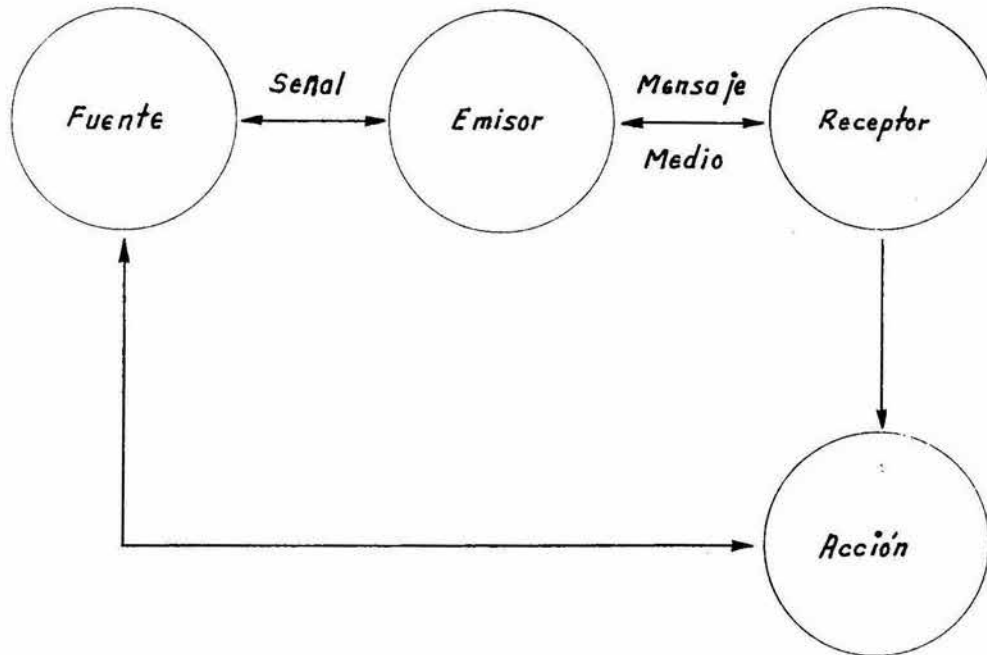 Fuente
Señal
Emisor
Mensaje
Medio
Receptor
Acción